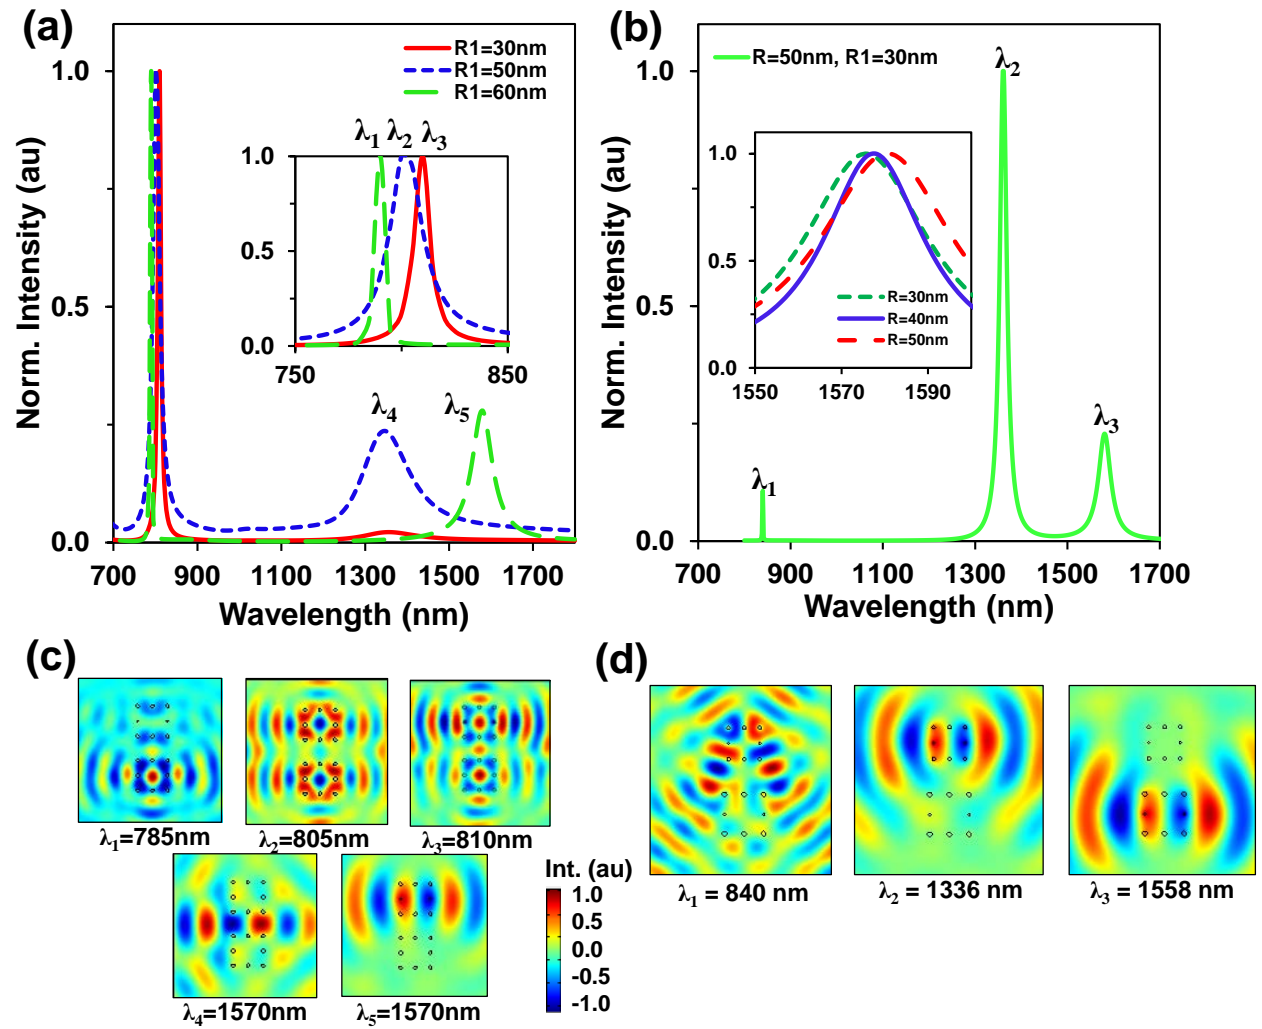 (a)
R1=30nm
R1=50nm
R1=60nm
1.0
0.5
0.0
Norm. Intensity (au)
700 900 1100 1300 1500 1700
Wavelength (nm)
λ1 λ2 λ3
1.0
0.5
0.0
750 850
λ4 λ5
(b)
R=50nm, R1=30nm
λ2
1.0
0.5
0.0
Norm. Intensity (au)
700 900 1100 1300 1500 1700
Wavelength (nm)
1.0
0.5
0.0
1550 1570 1590
R=30nm
R=40nm
R=50nm
λ3
λ1
(c)
λ1=785nm λ2=805nm λ3=810nm
λ4=1570nm λ5=1570nm
Int. (au)
1.0
0.5
0.0
-0.5
-1.0
(d)
λ1 = 840 nm λ2 = 1336 nm λ3 = 1558 nm